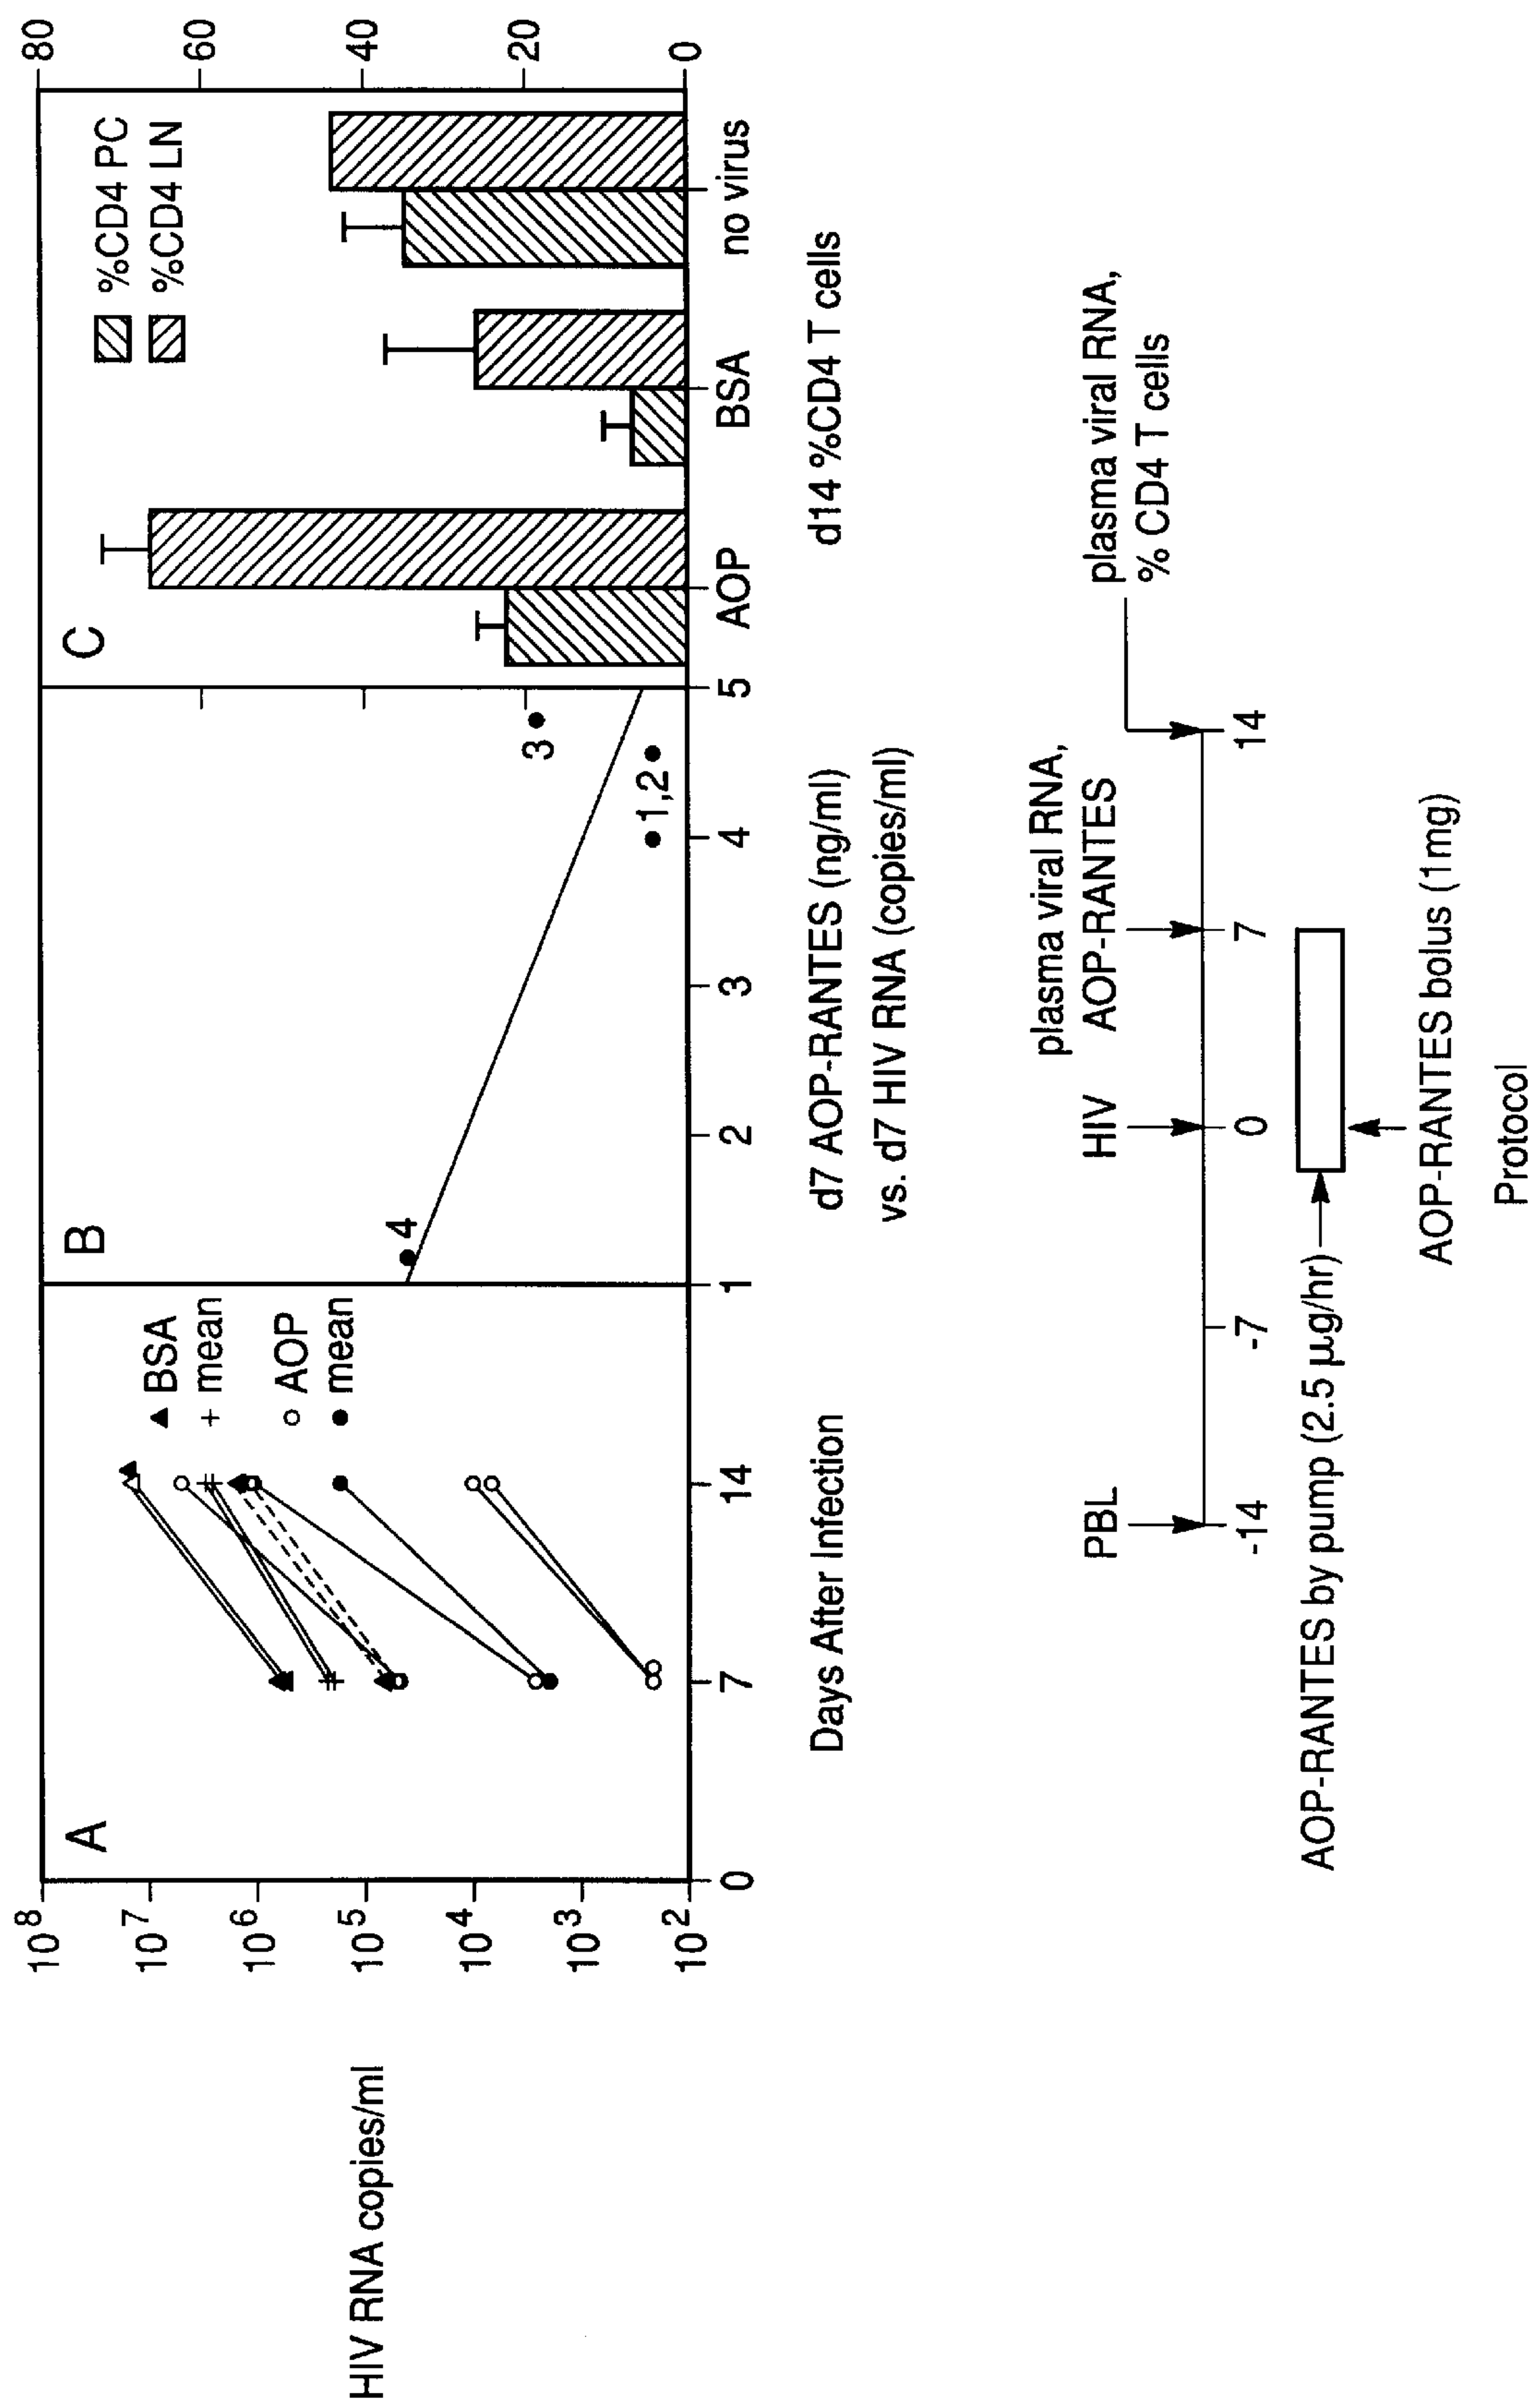 HIV RNA copies/ml
10^8
10^7
10^6
10^5
10^4
10^3
10^2
A
▲ BSA
+ mean
○ AOP
● mean
0
7
14
Days After Infection
B
4
1,2
3
1
2
3
4
5
d7 AOP-RANTES (ng/ml)
vs. d7 HIV RNA (copies/ml)
C
%CD4 PC
%CD4 LN
80
60
40
20
0
AOP
BSA
no virus
d14 %CD4 T cells
PBL
HIV
plasma viral RNA,
AOP-RANTES
plasma viral RNA,
% CD4 T cells
-14
-7
0
7
14
AOP-RANTES by pump (2.5 μg/hr)
AOP-RANTES bolus (1mg)
Protocol